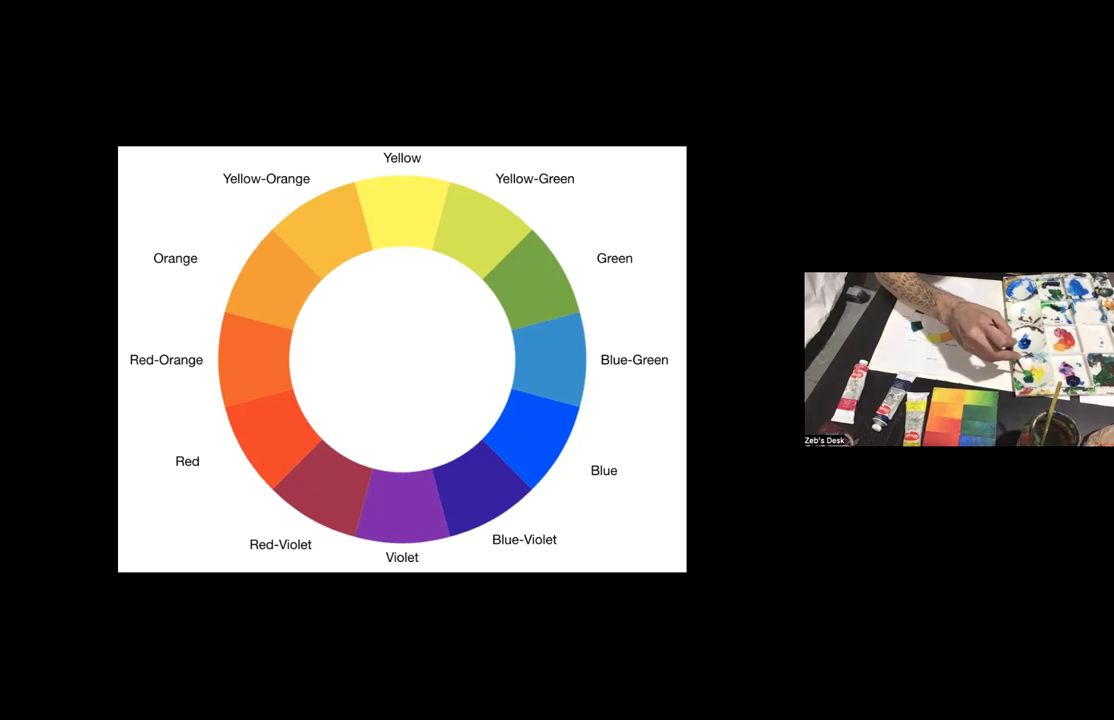 Yellow
Yellow-Orange
Yellow-Green
Orange
Green
Red-Orange
Blue-Green
Red
Blue
Red-Violet
Blue-Violet
Violet
Zeb's Desk